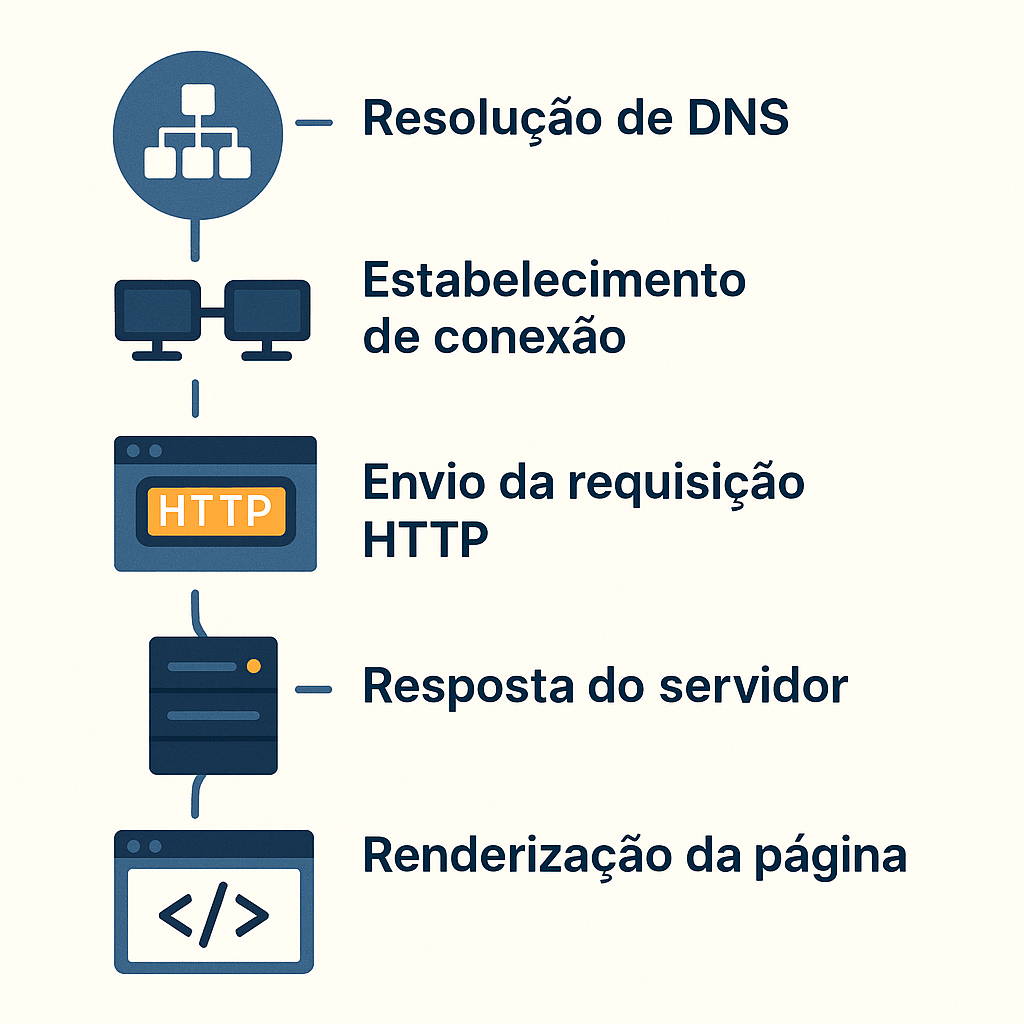 Resolução de DNS
Estabelecimento
de conexão
HTTP
Envio da requisição
HTTP
Resposta do servidor
</>
Renderização da página